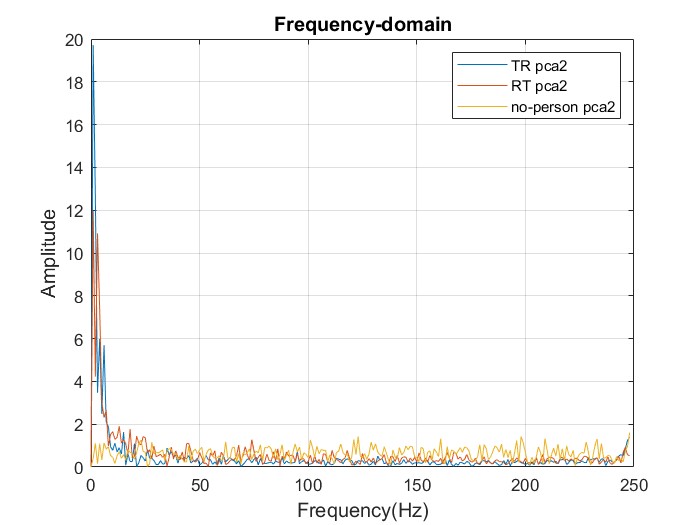 Frequency-domain
20
18
16
14
12
10
8
6
4
2
0
Amplitude
TR pca2
RT pca2
no-person pca2
0 50 100 150 200 250
Frequency(Hz)